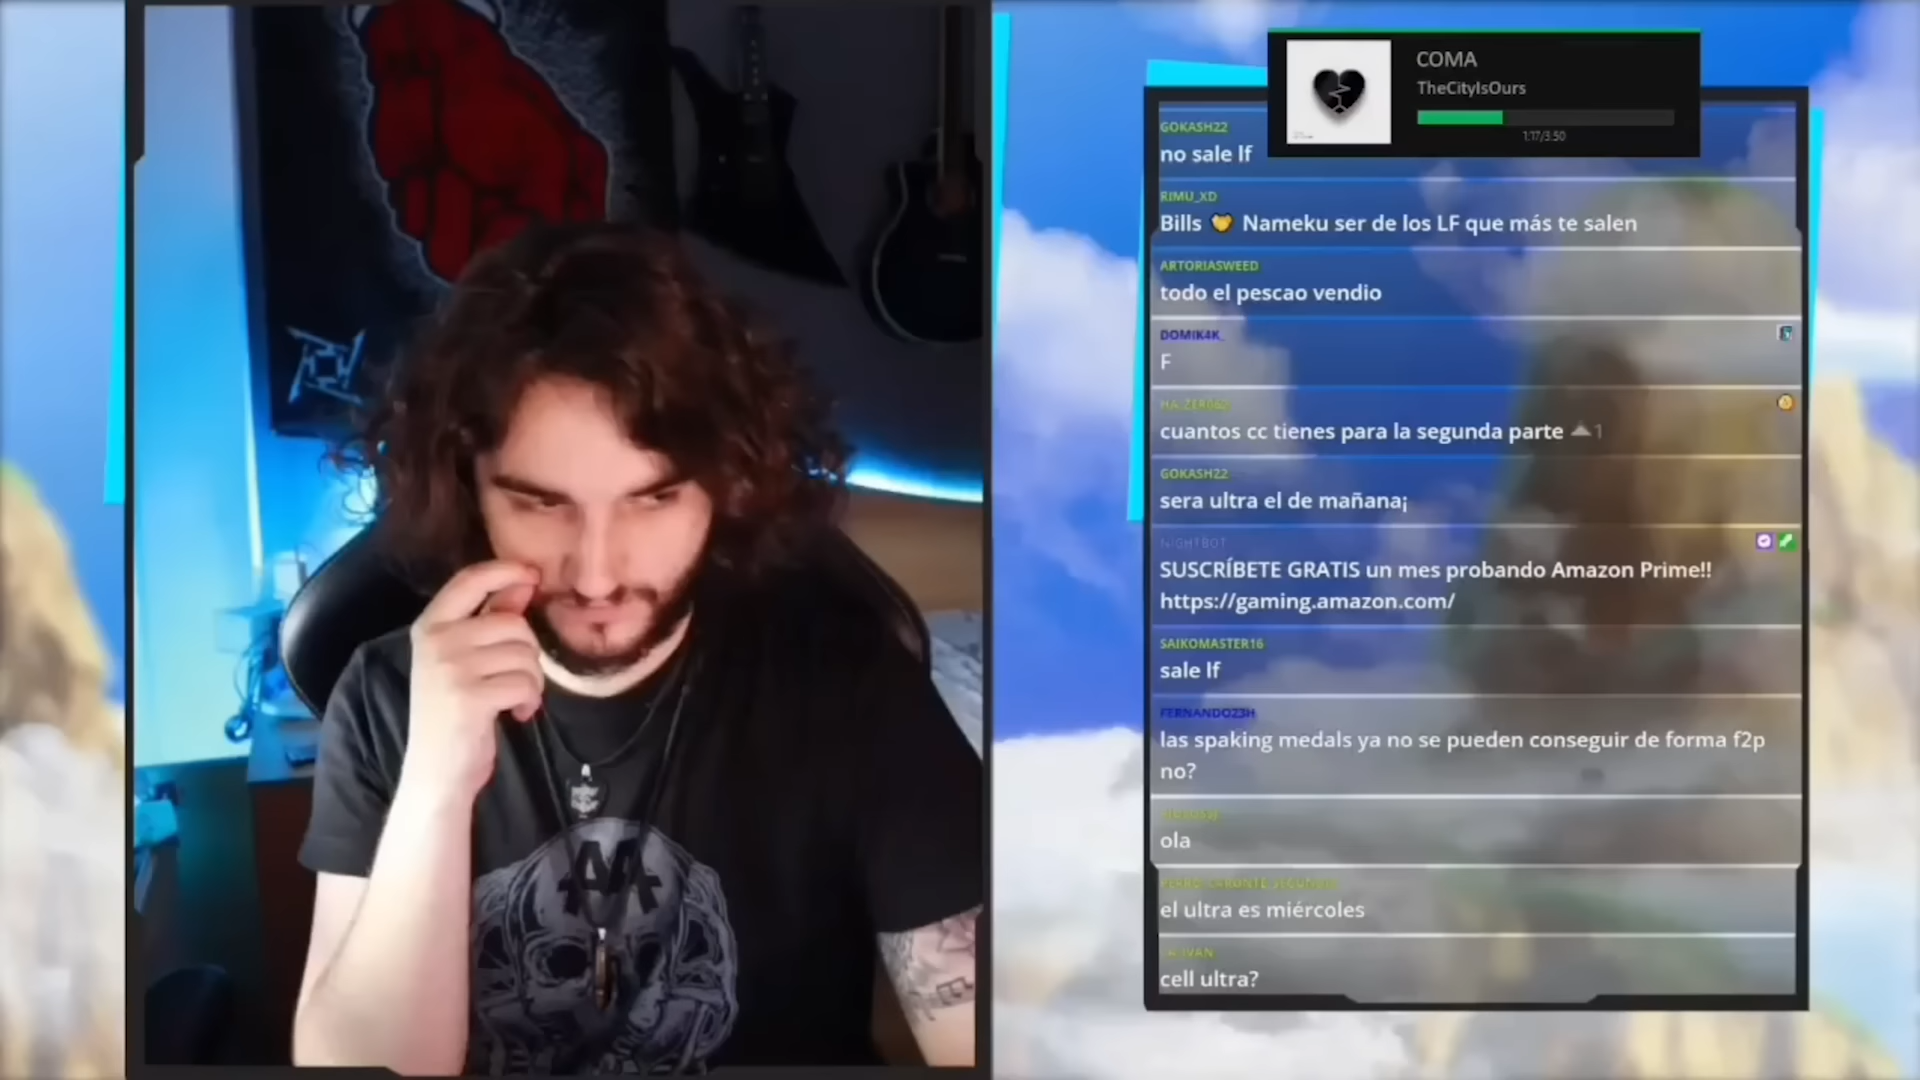 COMA
TheCityIsOurs
1:17/3:50
GOKASH22
no sale lf
RIMU_XD
Bills Nameku ser de los LF que más te salen
ARTORIASWEED
todo el pescao vendio
DOMIK4K_
F
cuantos cc tienes para la segunda parte 1
GOKASH22
sera ultra el de mañana¡
NIGHTBOT
SUSCRÍBETE GRATIS un mes probando Amazon Prime!!
https://gaming.amazon.com/
SAIKOMASTER16
sale lf
FERNANDO23H
las spaking medals ya no se pueden conseguir de forma f2p
no?
ola
el ultra es miércoles
cell ultra?